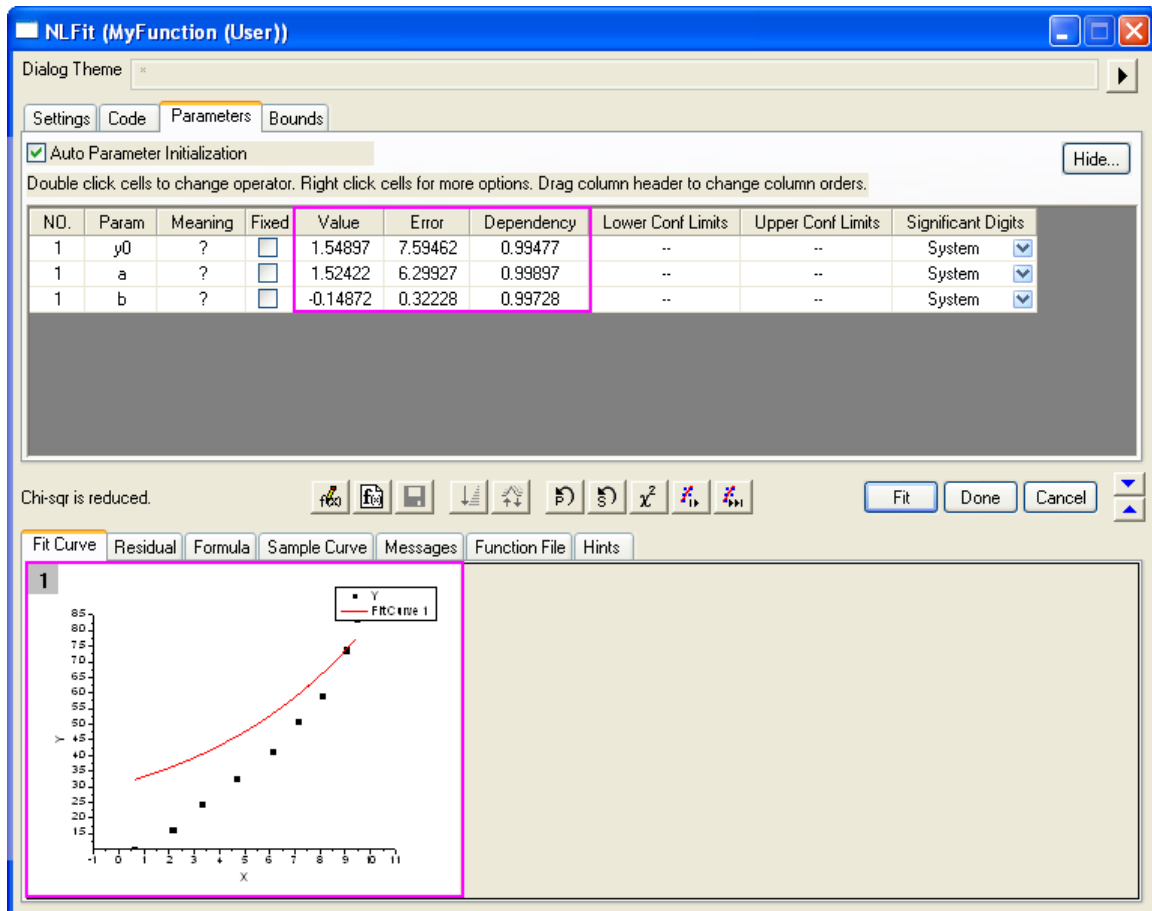 NLFit (MyFunction (User))
Dialog Theme *
Settings Code Parameters Bounds
Auto Parameter Initialization
Hide...
Double click cells to change operator. Right click cells for more options. Drag column header to change column orders.
NO. Param Meaning Fixed Value Error Dependency Lower Conf Limits Upper Conf Limits Significant Digits
1 y0 ? 1.54897 7.59462 0.99477 -- -- System
1 a ? 1.52422 6.29927 0.99897 -- -- System
1 b ? -0.14872 0.32228 0.99728 -- -- System
Chi-sqr is reduced.
f(x) P S χ²
Fit Done Cancel
Fit Curve Residual Formula Sample Curve Messages Function File Hints
1
Y
FitCurve 1
85
80
75
70
65
60
55
50
45
40
35
30
25
20
15
Y
-1 0 1 2 3 4 5 6 7 8 9 10 11
X